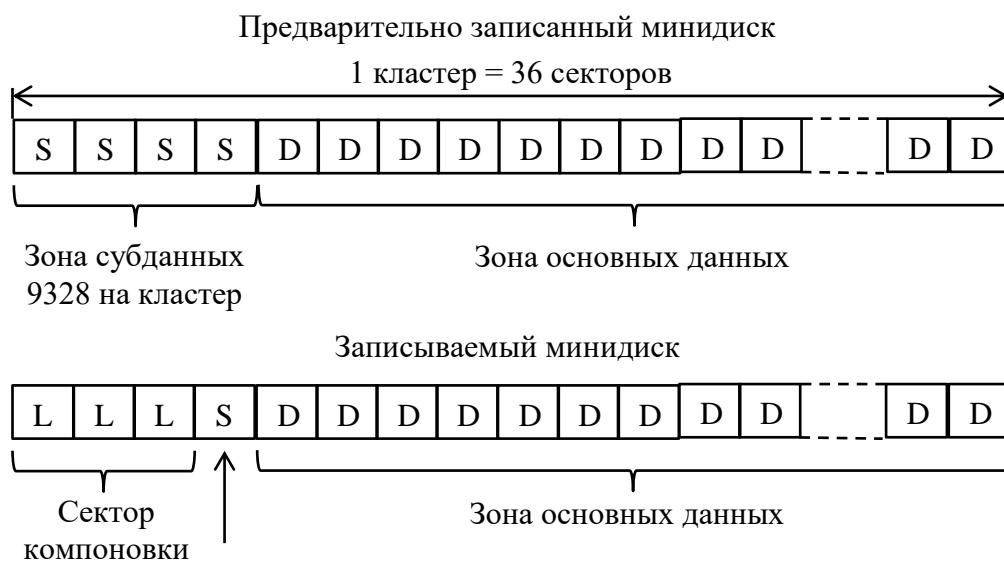 Предварительно записанный минидиск
1 кластер = 36 секторов
S S S S D D D D D D D D D D D
Зона субданных
9328 на кластер
Зона основных данных
Записываемый минидиск
L L L S D D D D D D D D D D D
Сектор
компоновки
Зона основных данных